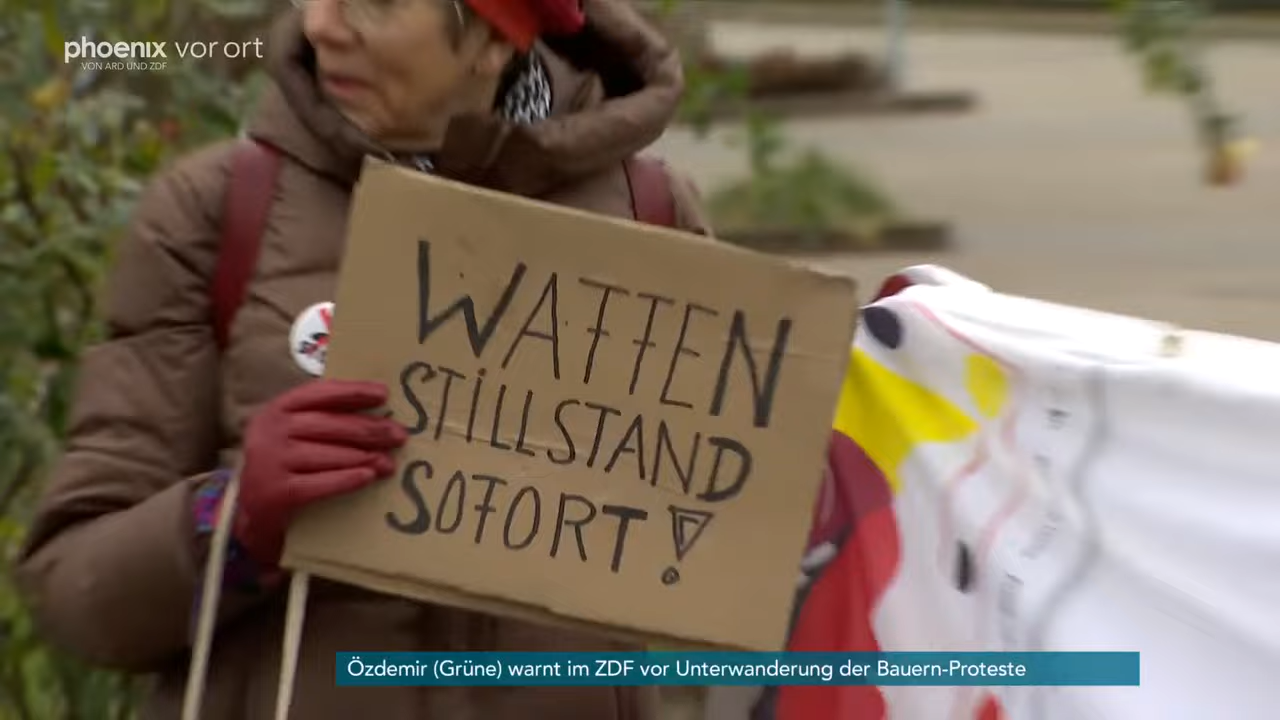 phoenix vor ort
VON ARD UND ZDF
WAFFEN
STILLSTAND
SOFORT!
Özdemir (Grüne) warnt im ZDF vor Unterwanderung der Bauern-Proteste